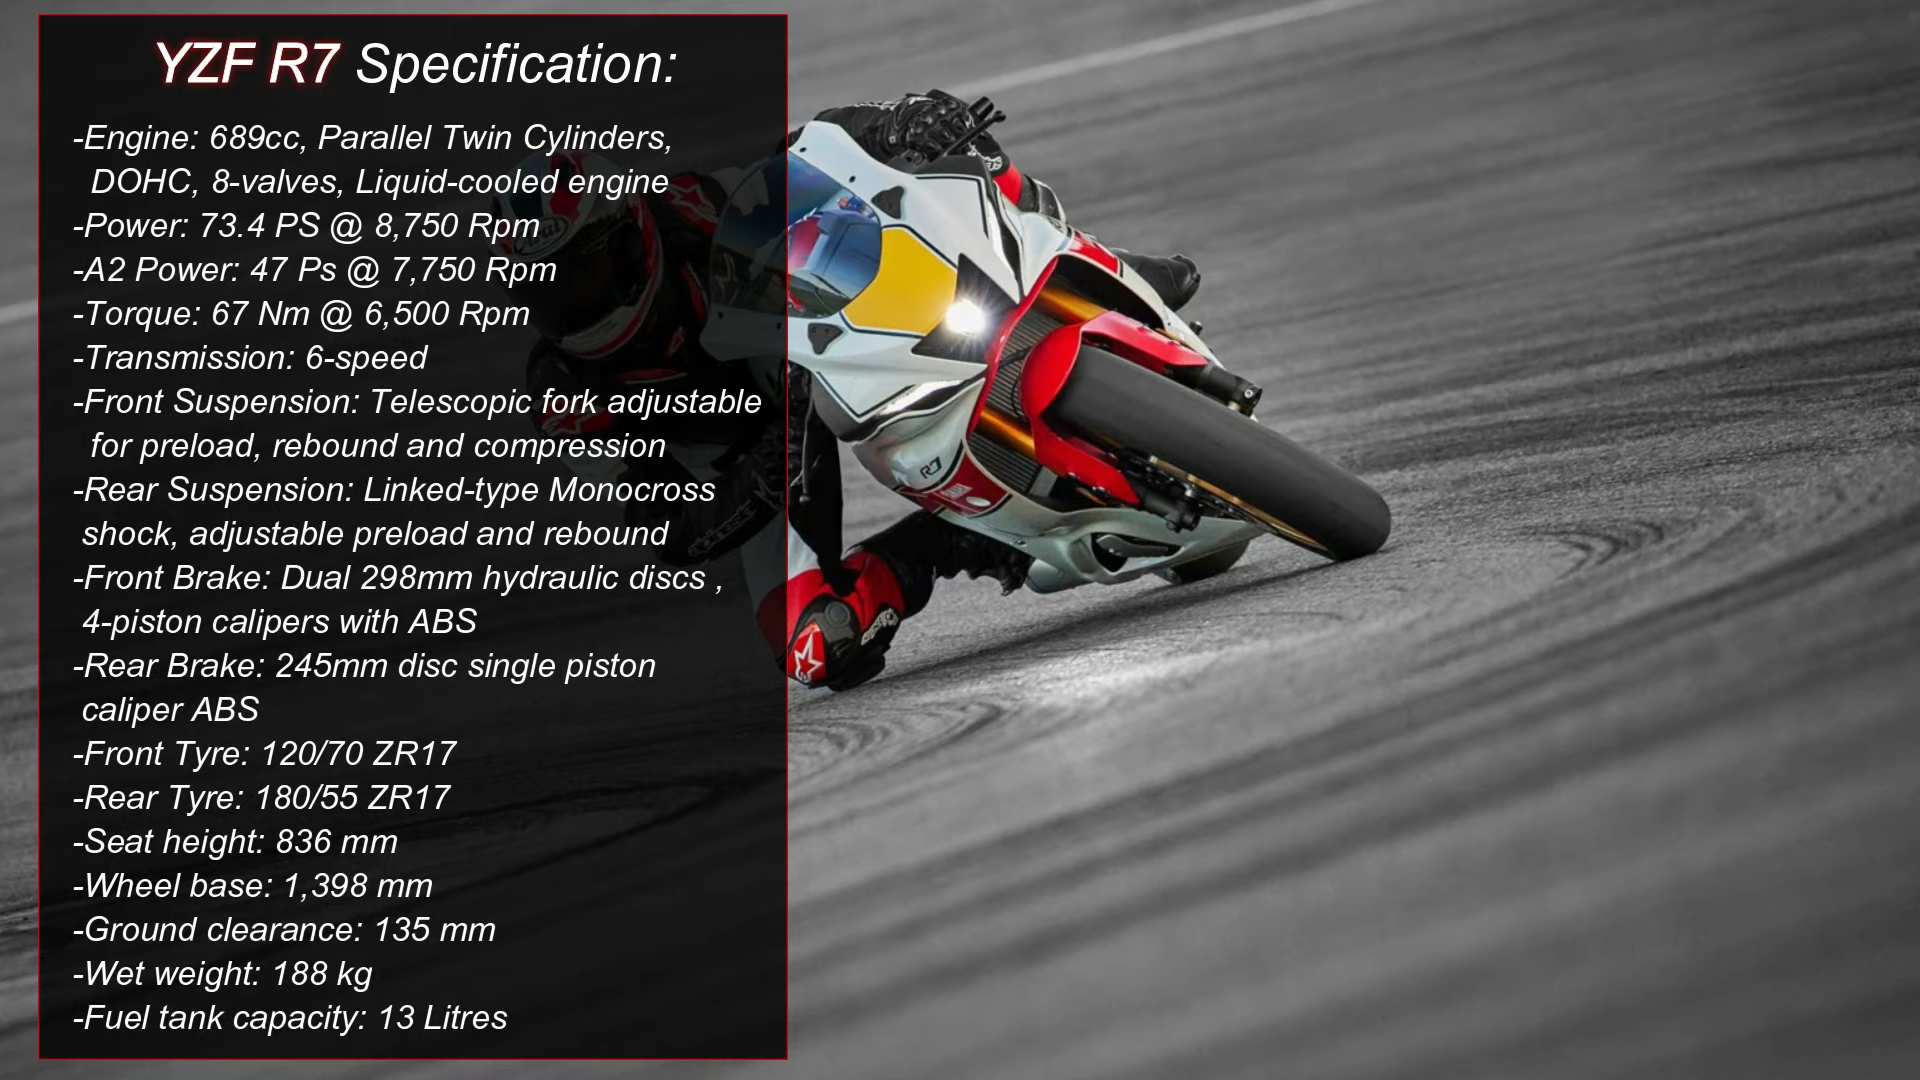 YZF R7 Specification:
-Engine: 689cc, Parallel Twin Cylinders,
DOHC, 8-valves, Liquid-cooled engine
-Power: 73.4 PS @ 8,750 Rpm
-A2 Power: 47 Ps @ 7,750 Rpm
-Torque: 67 Nm @ 6,500 Rpm
-Transmission: 6-speed
-Front Suspension: Telescopic fork adjustable
for preload, rebound and compression
-Rear Suspension: Linked-type Monocross
shock, adjustable preload and rebound
-Front Brake: Dual 298mm hydraulic discs ,
4-piston calipers with ABS
-Rear Brake: 245mm disc single piston
caliper ABS
-Front Tyre: 120/70 ZR17
-Rear Tyre: 180/55 ZR17
-Seat height: 836 mm
-Wheel base: 1,398 mm
-Ground clearance: 135 mm
-Wet weight: 188 kg
-Fuel tank capacity: 13 Litres
Arai
R7